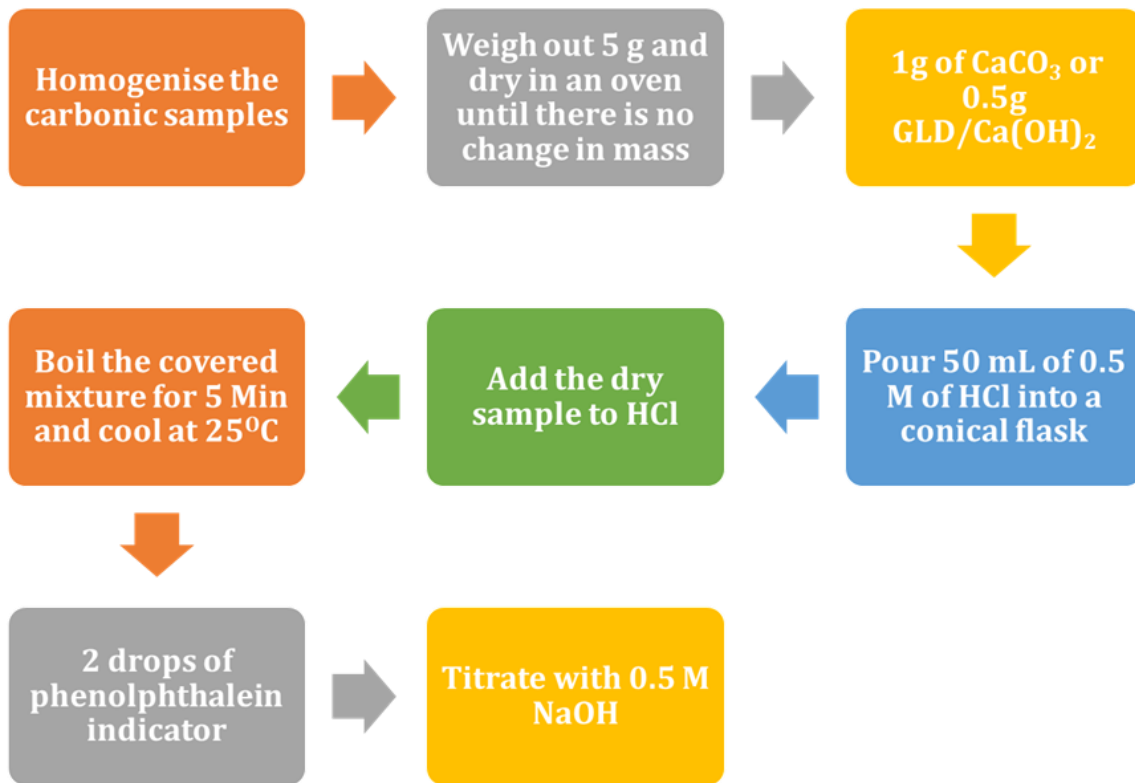 Homogenise the
carbonic samples
Weigh out 5 g and
dry in an oven
until there is no
change in mass
1g of CaCO₃ or
0.5g
GLD/Ca(OH)₂
Pour 50 mL of 0.5
M of HCl into a
conical flask
Add the dry
sample to HCl
Boil the covered
mixture for 5 Min
and cool at 25⁰C
2 drops of
phenolphthalein
indicator
Titrate with 0.5 M
NaOH